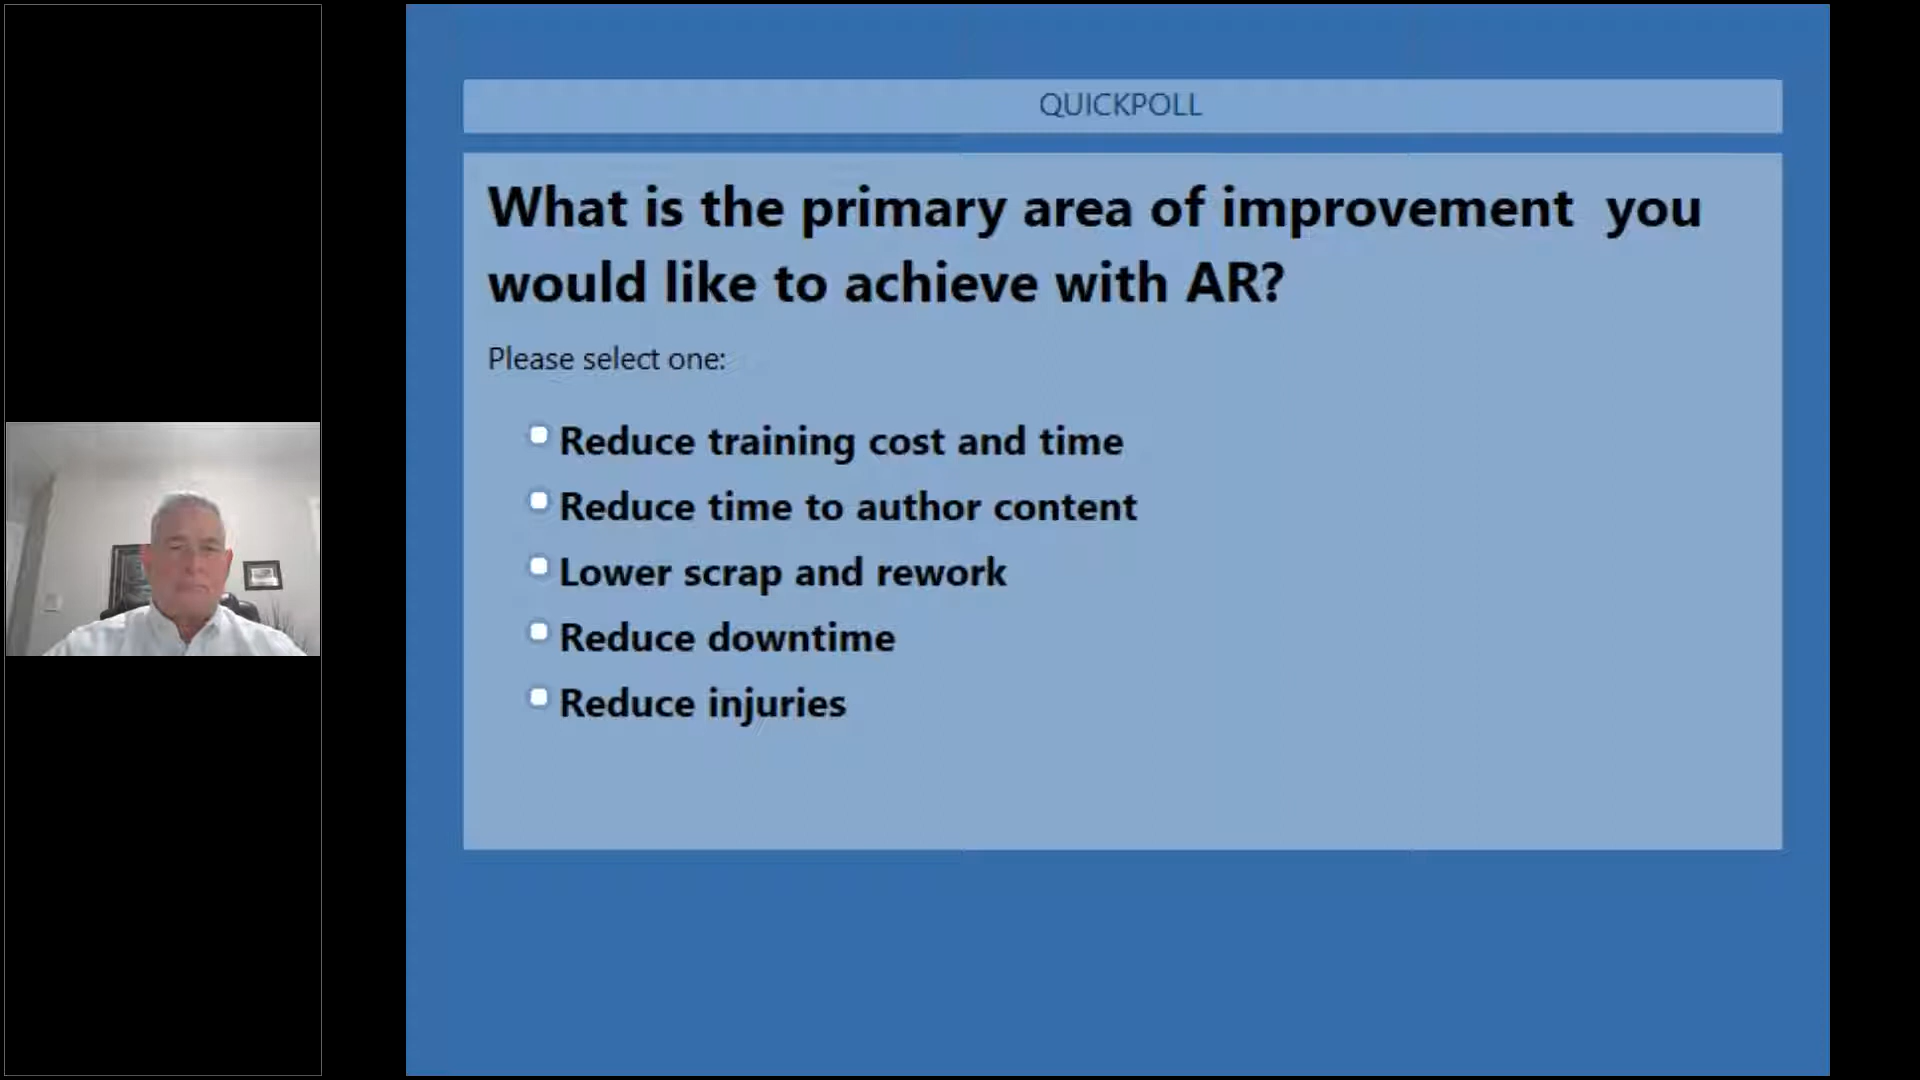 QUICKPOLL
What is the primary area of improvement  you
would like to achieve with AR?
Please select one:
Reduce training cost and time
Reduce time to author content
Lower scrap and rework
Reduce downtime
Reduce injuries